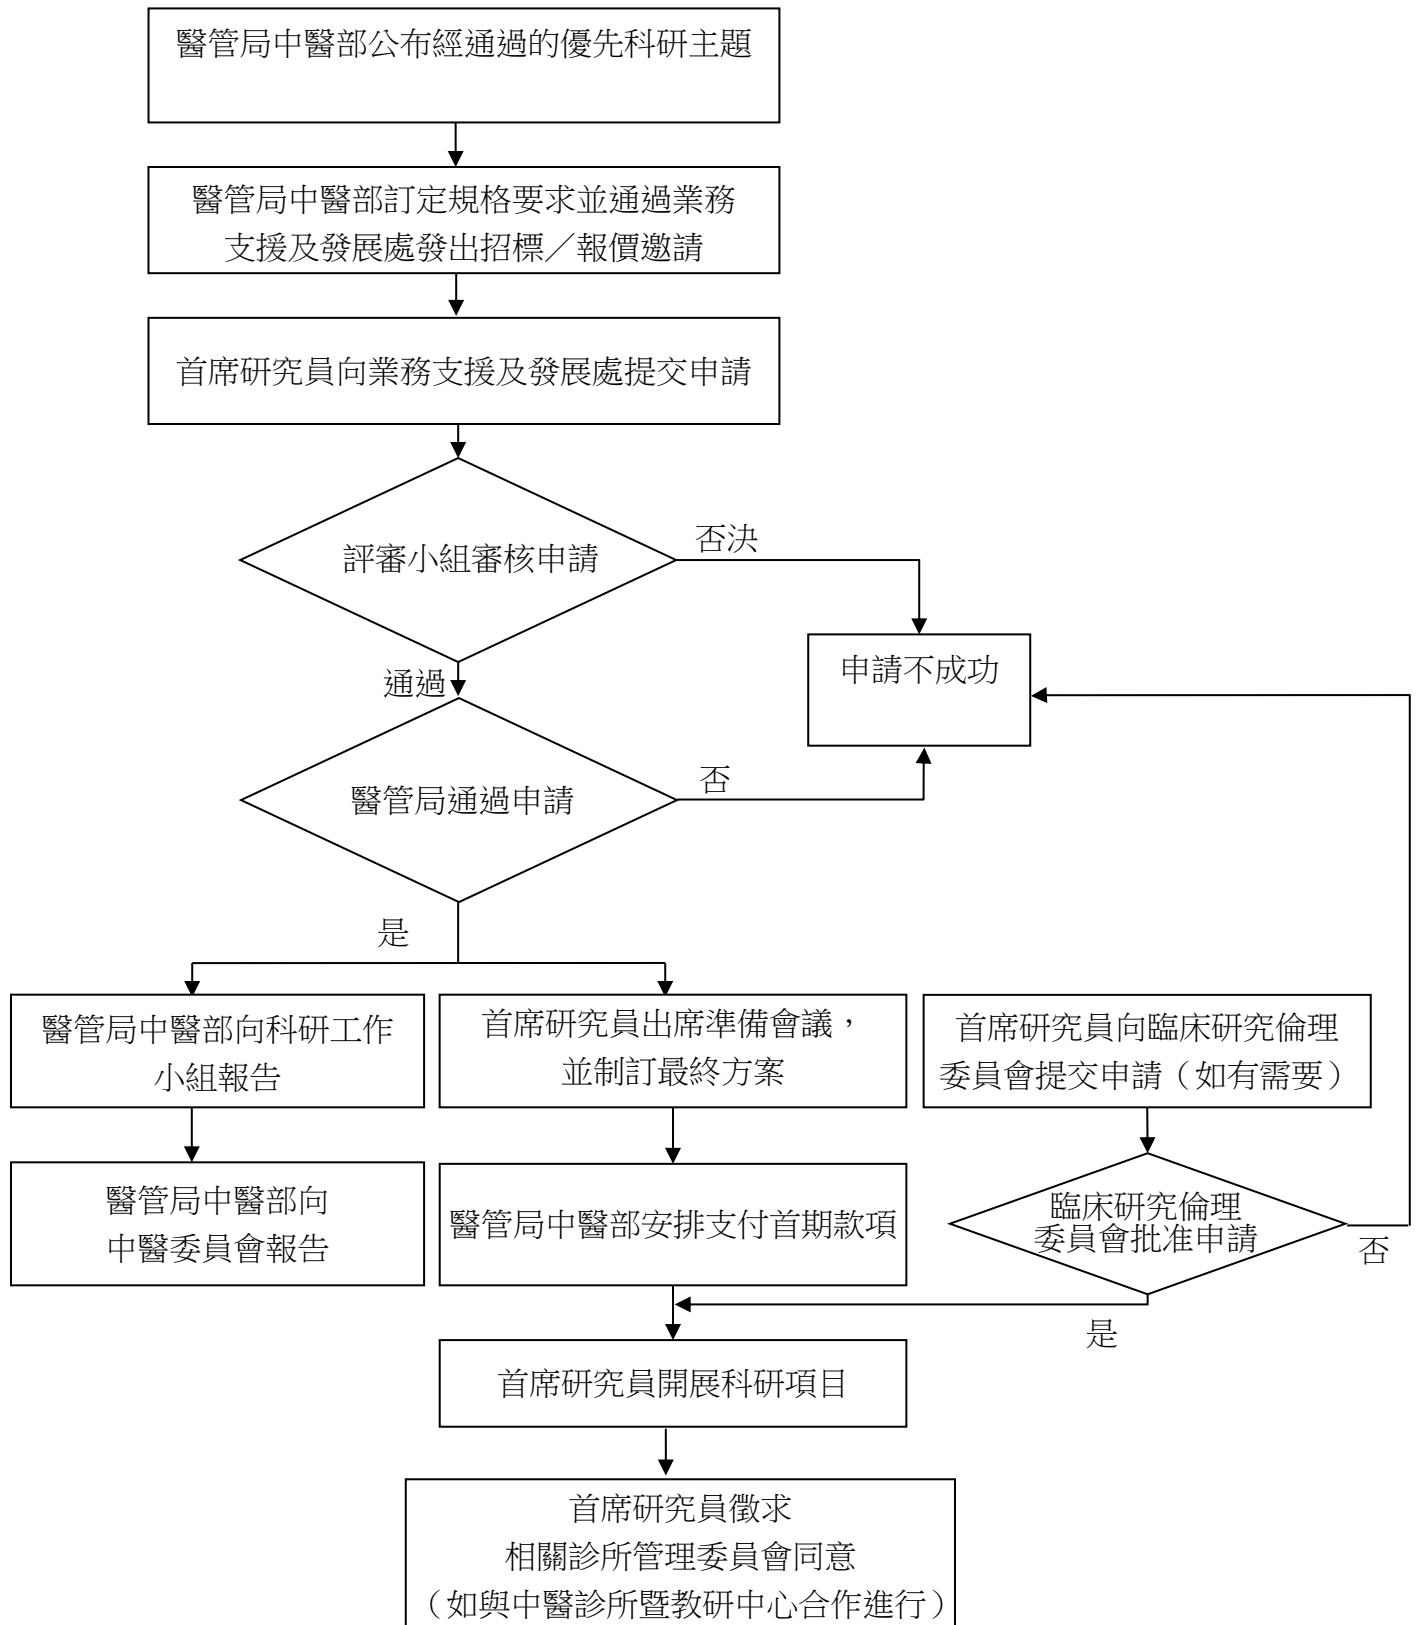 醫管局中醫部公布經通過的優先科研主題
醫管局中醫部訂定規格要求並通過業務
支援及發展處發出招標／報價邀請
首席研究員向業務支援及發展處提交申請
評審小組審核申請
否決
申請不成功
通過
醫管局通過申請
否
是
醫管局中醫部向科研工作
小組報告
首席研究員出席準備會議，
並制訂最終方案
首席研究員向臨床研究倫理
委員會提交申請（如有需要）
醫管局中醫部向
中醫委員會報告
醫管局中醫部安排支付首期款項
臨床研究倫理
委員會批准申請
否
是
首席研究員開展科研項目
首席研究員徵求
相關診所管理委員會同意
（如與中醫診所暨教研中心合作進行）